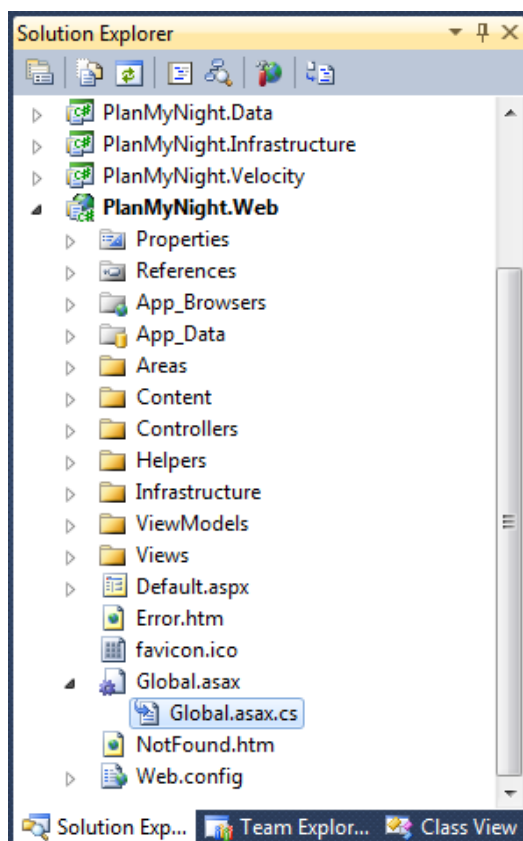 Solution Explorer
PlanMyNight.Data
PlanMyNight.Infrastructure
PlanMyNight.Velocity
PlanMyNight.Web
Properties
References
App_Browsers
App_Data
Areas
Content
Controllers
Helpers
Infrastructure
ViewModels
Views
Default.aspx
Error.htm
favicon.ico
Global.asax
Global.asax.cs
NotFound.htm
Web.config
Solution Exp... Team Explor... Class View